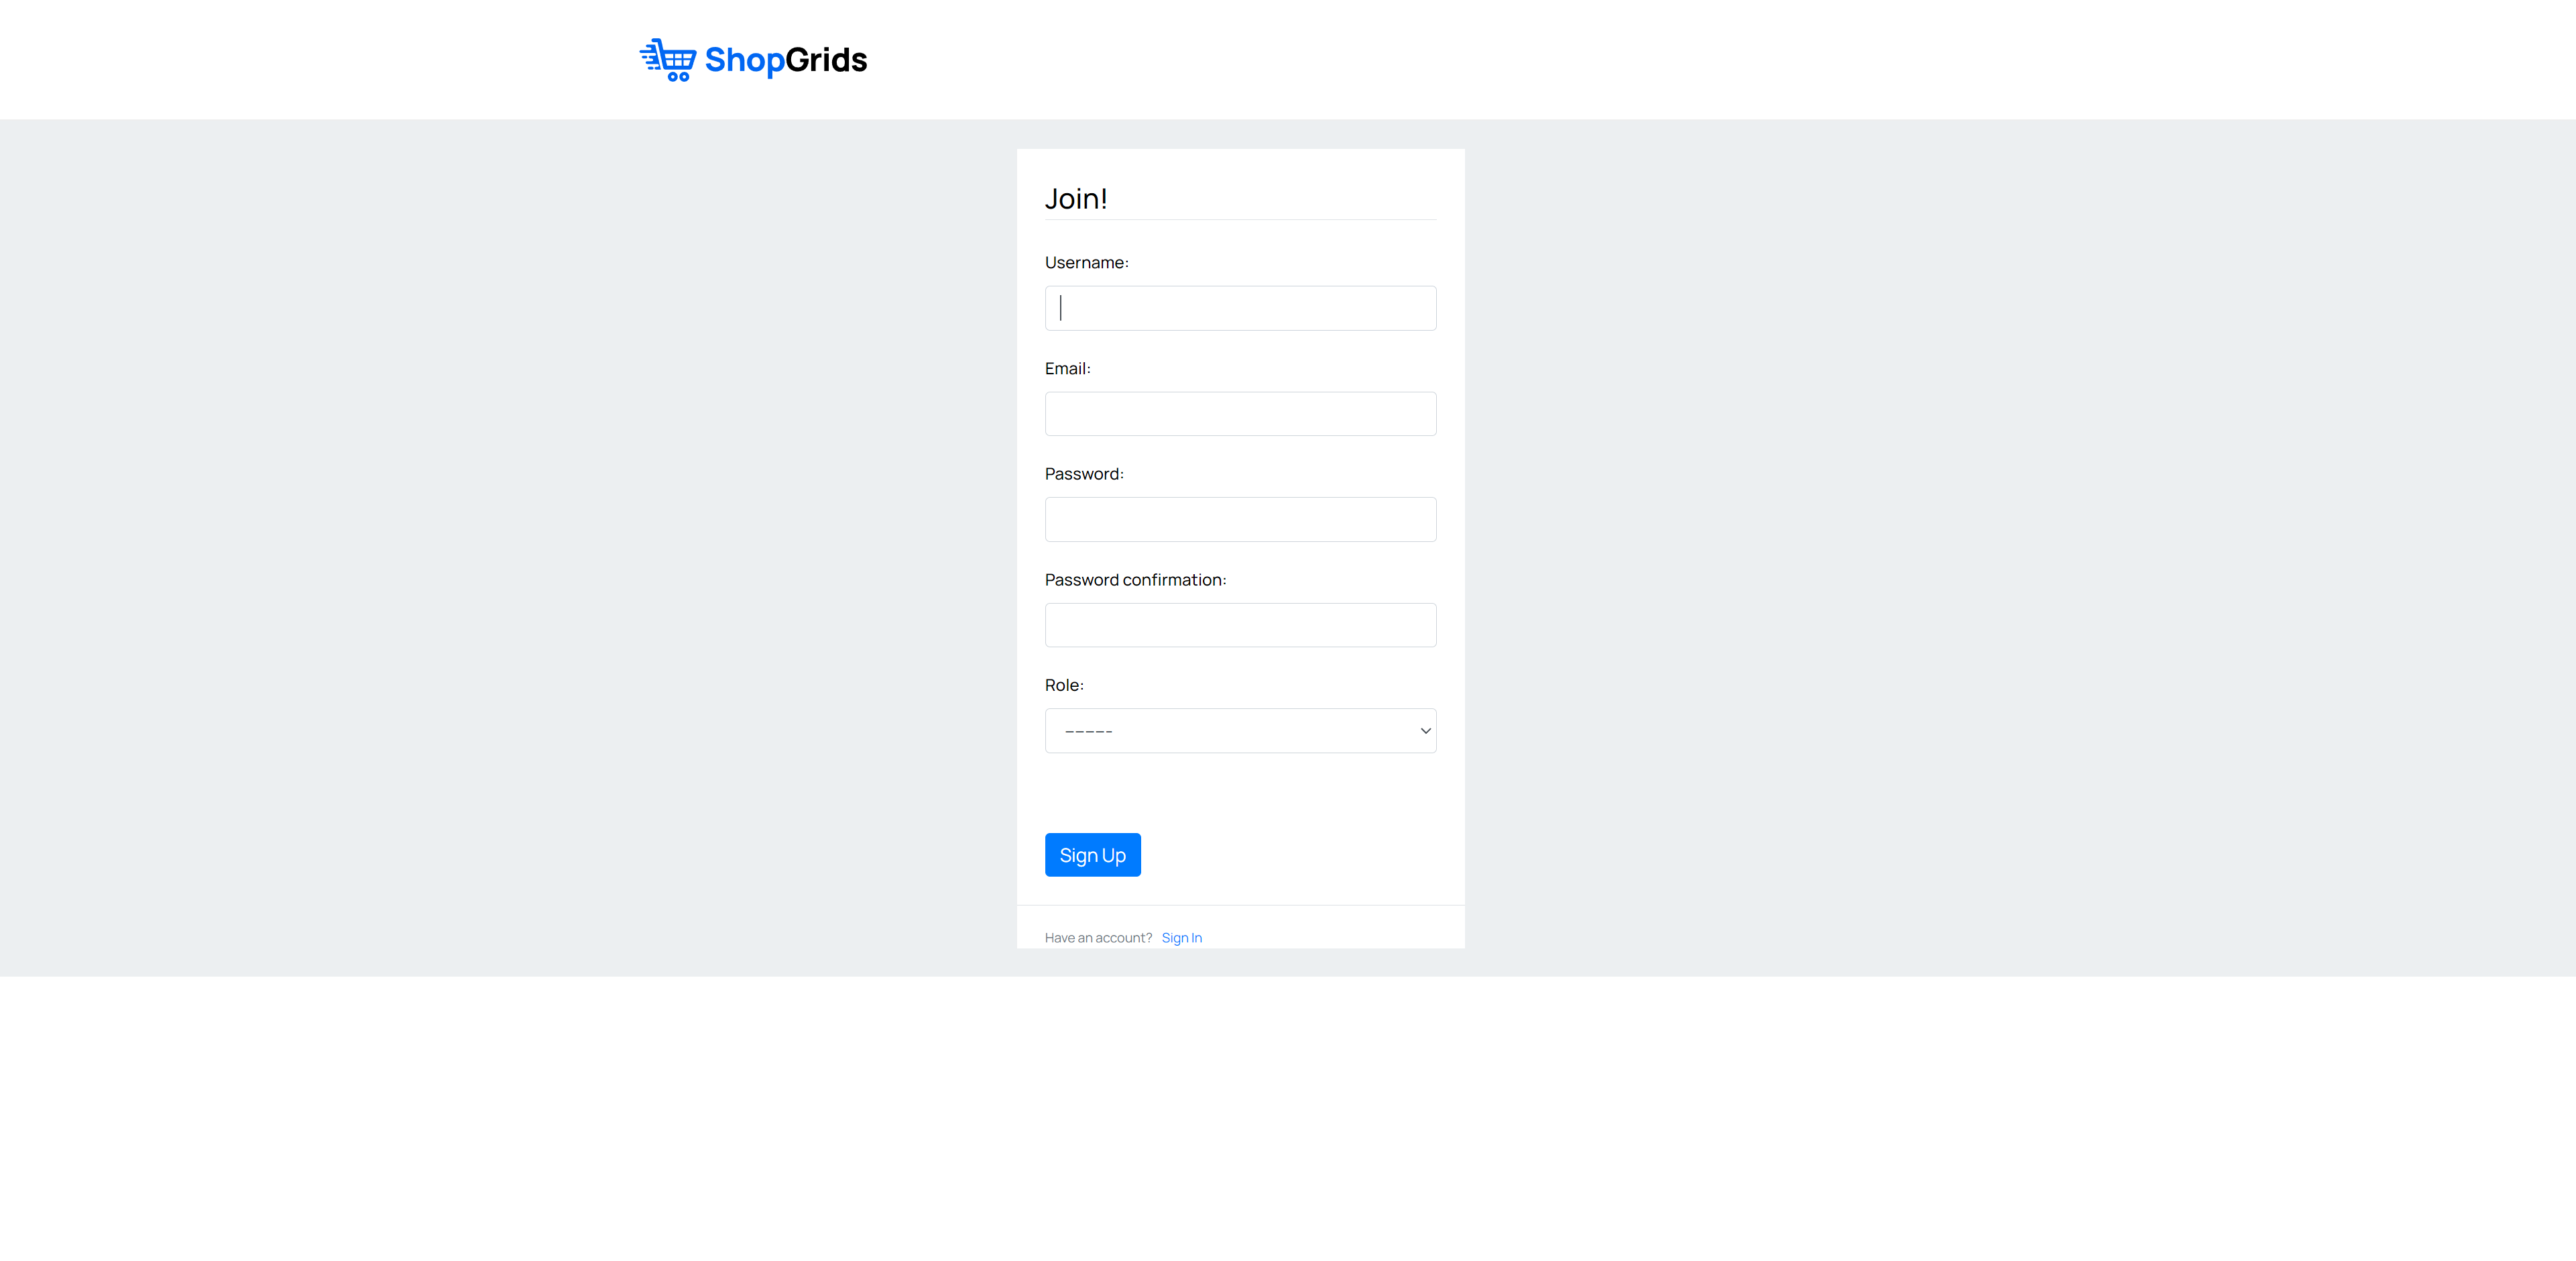 ShopGrids
Join!
Username:
Email:
Password:
Password confirmation:
Role:
-----
Sign Up
Have an account? Sign In